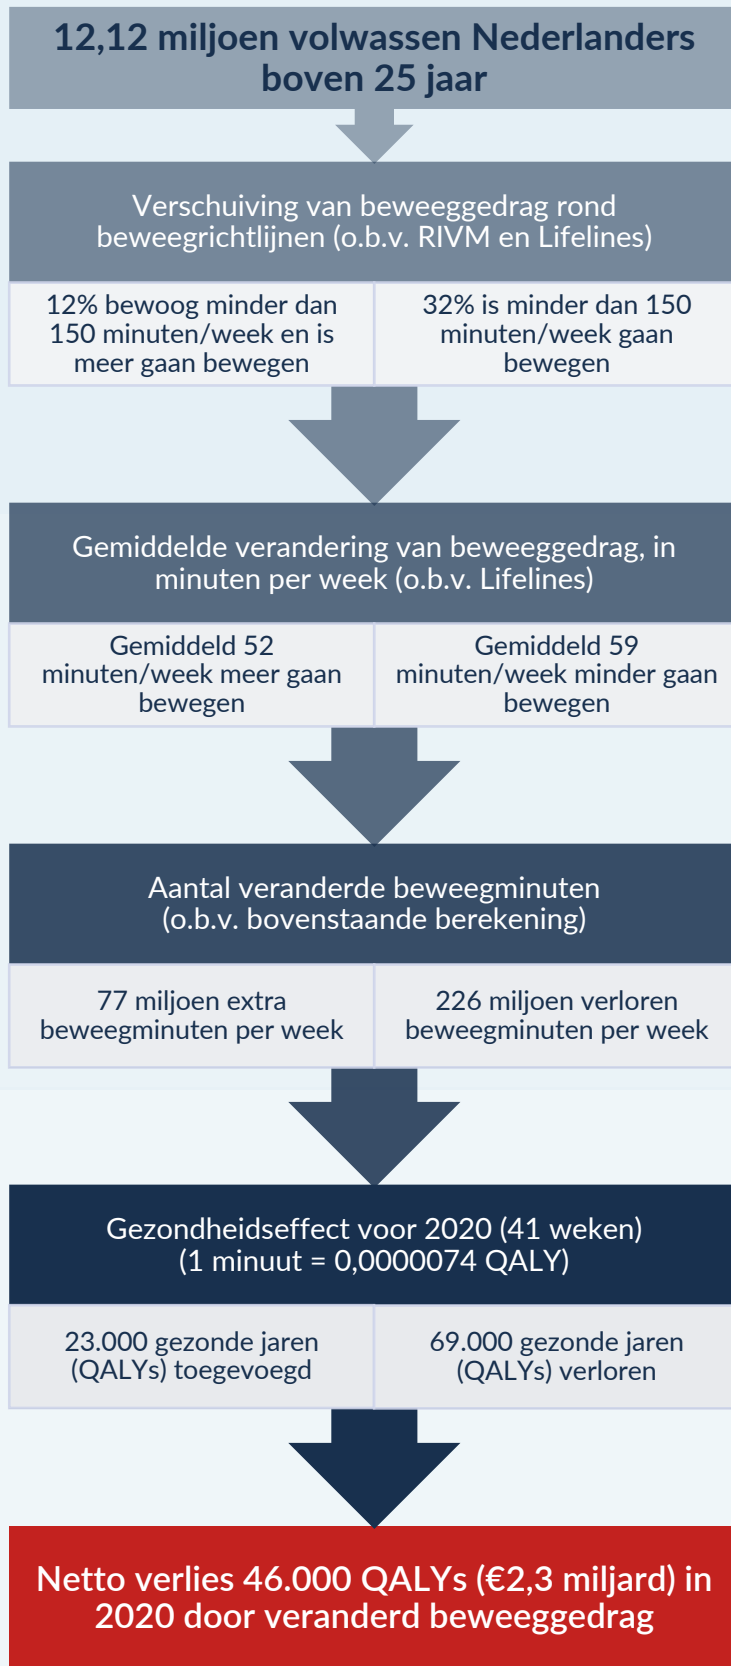 12,12 miljoen volwassen Nederlanders
boven 25 jaar
Verschuiving van beweeggedrag rond
beweegrichtlijnen (o.b.v. RIVM en Lifelines)
12% bewoog minder dan
150 minuten/week en is
meer gaan bewegen
32% is minder dan 150
minuten/week gaan
bewegen
Gemiddelde verandering van beweeggedrag, in
minuten per week (o.b.v. Lifelines)
Gemiddeld 52
minuten/week meer gaan
bewegen
Gemiddeld 59
minuten/week minder gaan
bewegen
Aantal veranderde beweegminuten
(o.b.v. bovenstaande berekening)
77 miljoen extra
beweegminuten per week
226 miljoen verloren
beweegminuten per week
Gezondheidseffect voor 2020 (41 weken)
(1 minuut = 0,0000074 QALY)
23.000 gezonde jaren
(QALYs) toegevoegd
69.000 gezonde jaren
(QALYs) verloren
Netto verlies 46.000 QALYs (€2,3 miljard) in
2020 door veranderd beweeggedrag